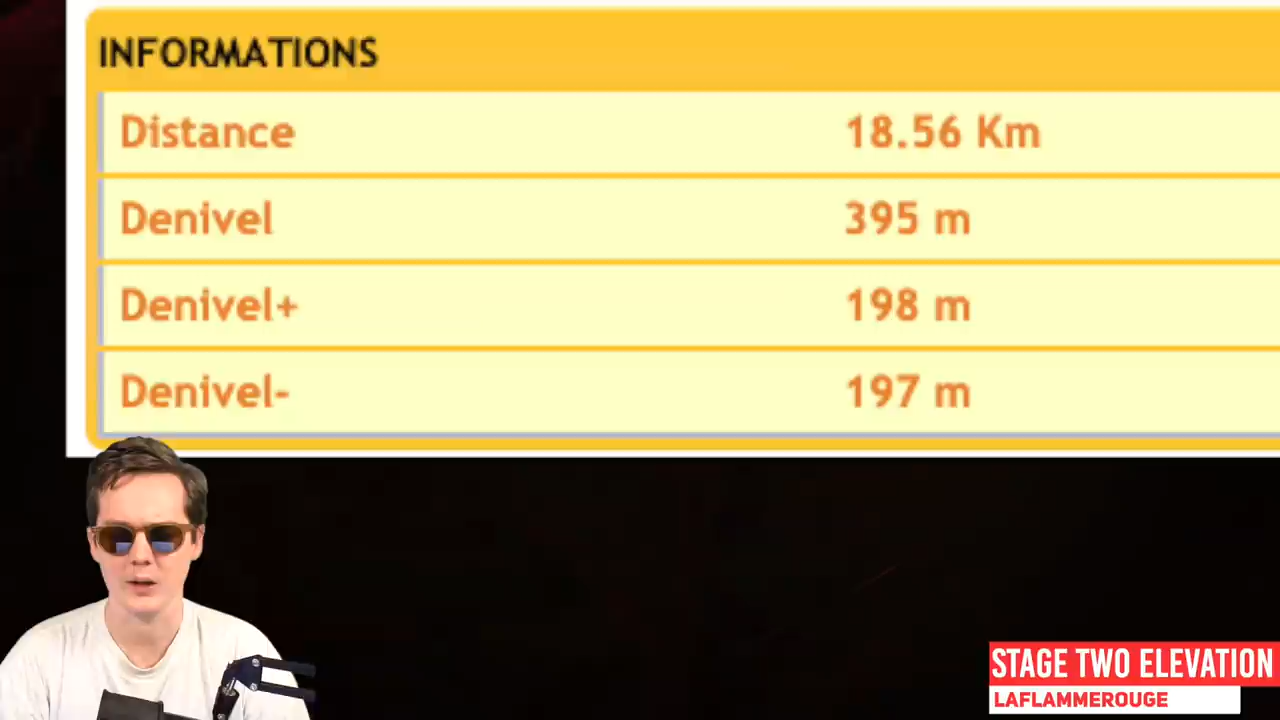 INFORMATIONS
Distance 18.56 Km
Denivel 395 m
Denivel+ 198 m
Denivel- 197 m
STAGE TWO ELEVATION
LAFLAMMEROUGE